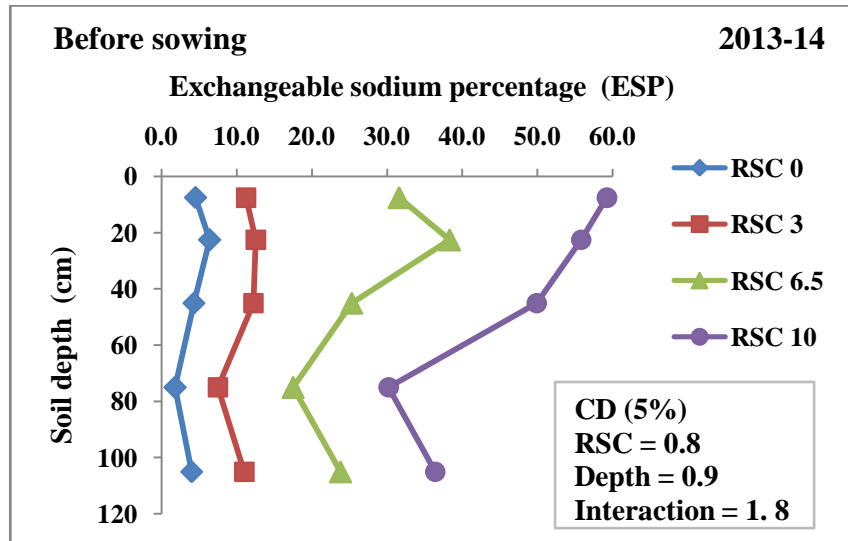 Before sowing 2013-14
Exchangeable sodium percentage (ESP)
0.0 10.0 20.0 30.0 40.0 50.0 60.0
0
20
40
60
80
100
120
Soil depth (cm)
RSC 0
RSC 3
RSC 6.5
RSC 10
CD (5%)
RSC = 0.8
Depth = 0.9
Interaction = 1. 8